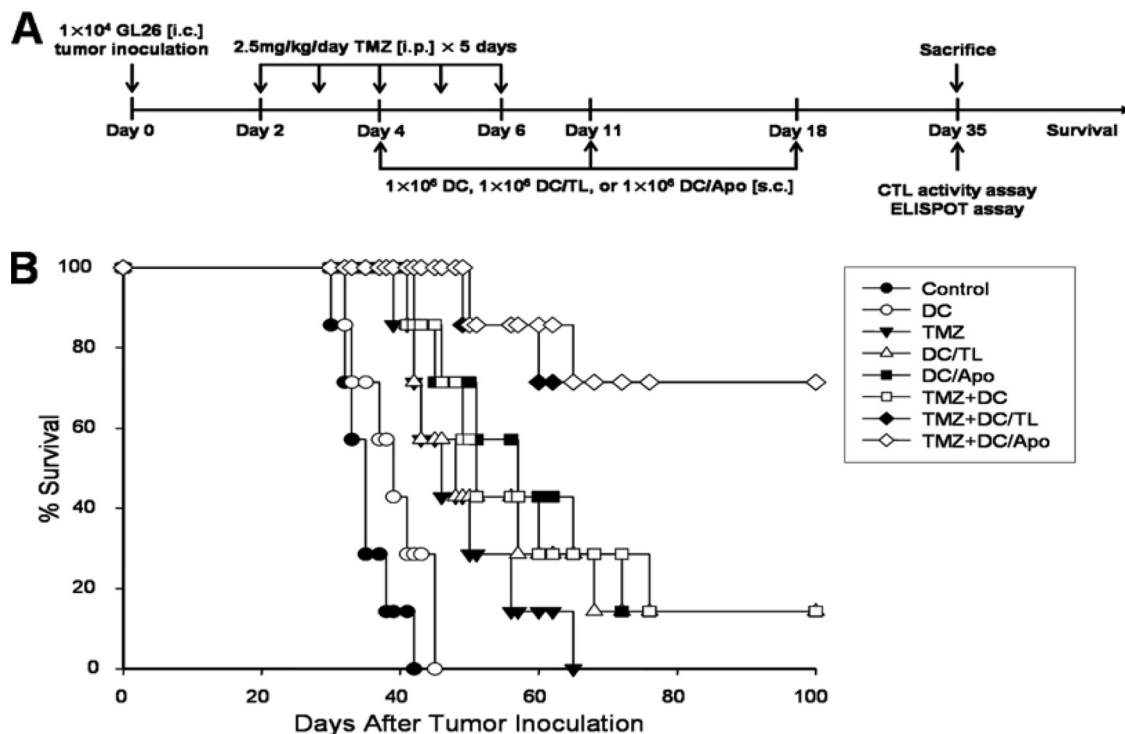 A
1×10⁴ GL26 [i.c.]
tumor inoculation
2.5mg/kg/day TMZ [i.p.] × 5 days
Sacrifice
Day 0
Day 2
Day 4
Day 6
Day 11
Day 18
Day 35
Survival
1×10⁶ DC, 1×10⁶ DC/TL, or 1×10⁶ DC/Apo [s.c.]
CTL activity assay
ELISPOT assay
B
% Survival
100
80
60
40
20
0
0
20
40
60
80
100
Days After Tumor Inoculation
Control
DC
TMZ
DC/TL
DC/Apo
TMZ+DC
TMZ+DC/TL
TMZ+DC/Apo